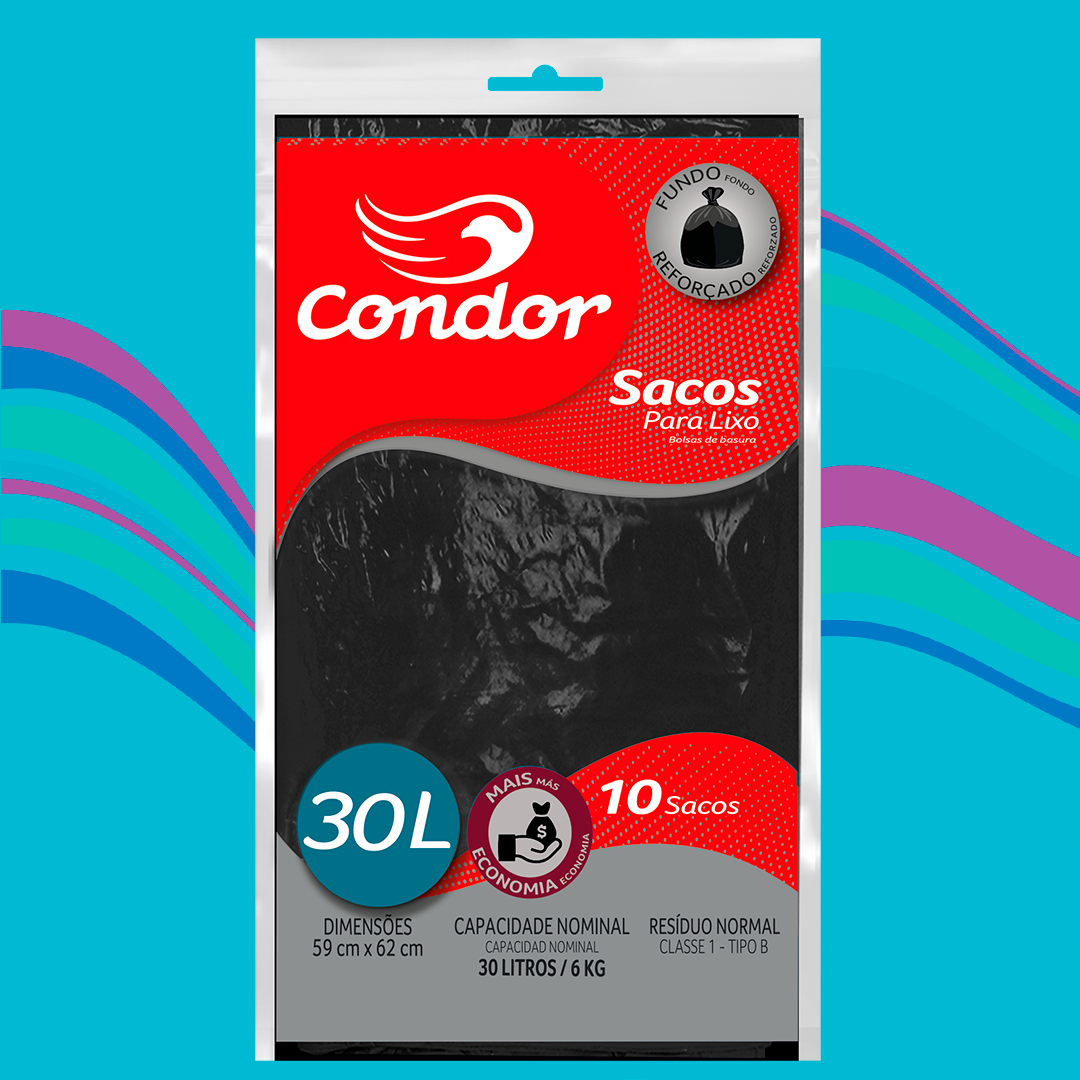 FUNDO FONDO
REFORÇADO REFORZADO
Condor
Sacos
Para Lixo
Bolsas de basura
30L
MAIS MÁS
$
ECONOMIA ECONOMIA
10 Sacos
DIMENSÕES
59 cm x 62 cm
CAPACIDADE NOMINAL
CAPACIDAD NOMINAL
30 LITROS / 6 KG
RESÍDUO NORMAL
CLASSE 1 - TIPO B